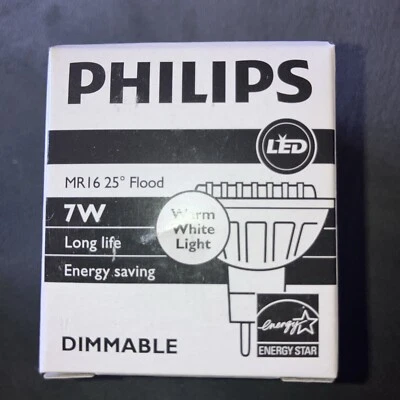 PHILIPS
LED
MR16 25° Flood
7W
Long life
Energy saving
Warm
White
Light
energy
ENERGY STAR
DIMMABLE